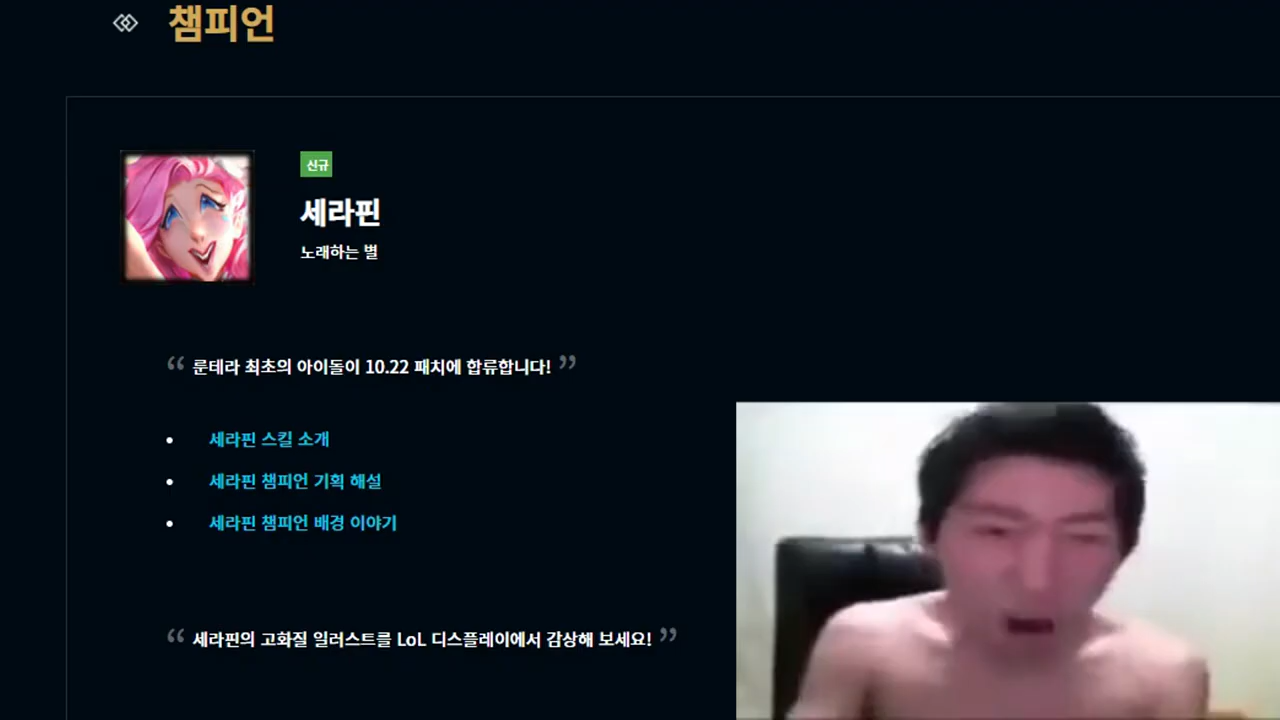 챔피언
신규
세라핀
노래하는 별
“ 룬테라 최초의 아이돌이 10.22 패치에 합류합니다! ”
• 세라핀 스킬 소개
• 세라핀 챔피언 기획 해설
• 세라핀 챔피언 배경 이야기
“ 세라핀의 고화질 일러스트를 LoL 디스플레이에서 감상해 보세요! ”